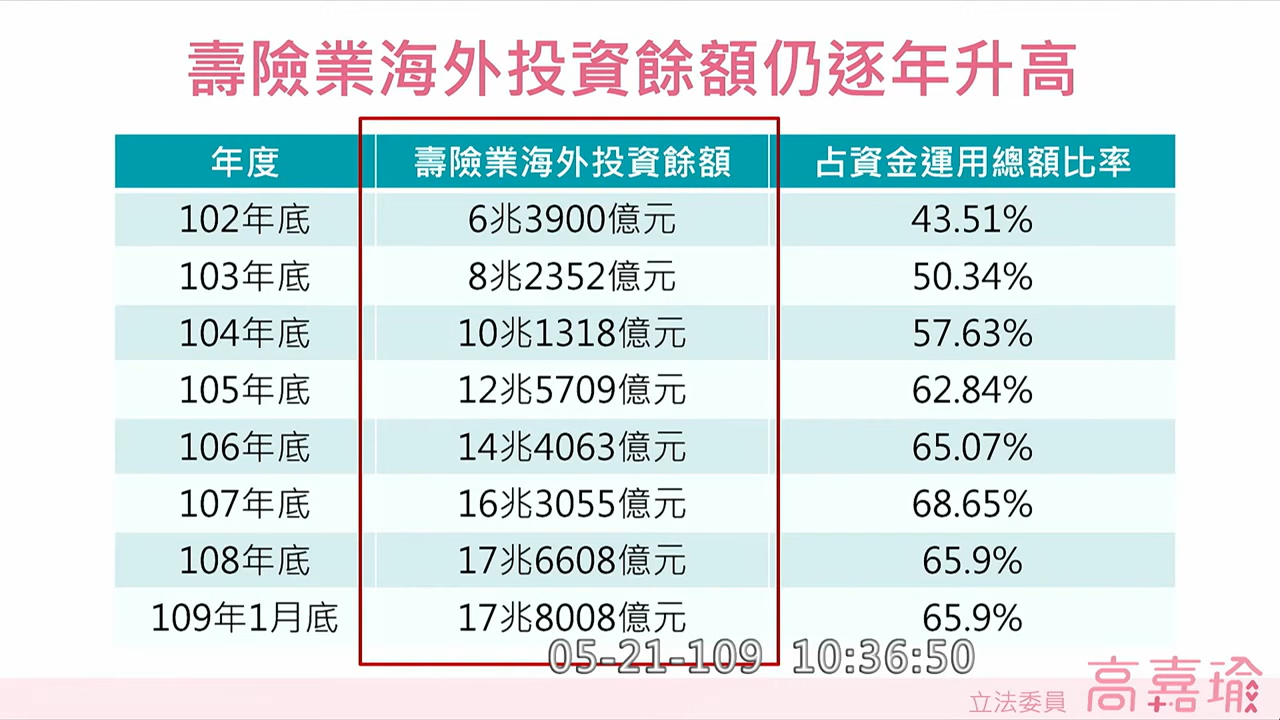 壽險業海外投資餘額仍逐年升高
年度 壽險業海外投資餘額 占資金運用總額比率
102年底 6兆3900億元 43.51%
103年底 8兆2352億元 50.34%
104年底 10兆1318億元 57.63%
105年底 12兆5709億元 62.84%
106年底 14兆4063億元 65.07%
107年底 16兆3055億元 68.65%
108年底 17兆6608億元 65.9%
109年1月底 17兆8008億元 65.9%
05-21-109 10:36:50
立法委員 高嘉瑜